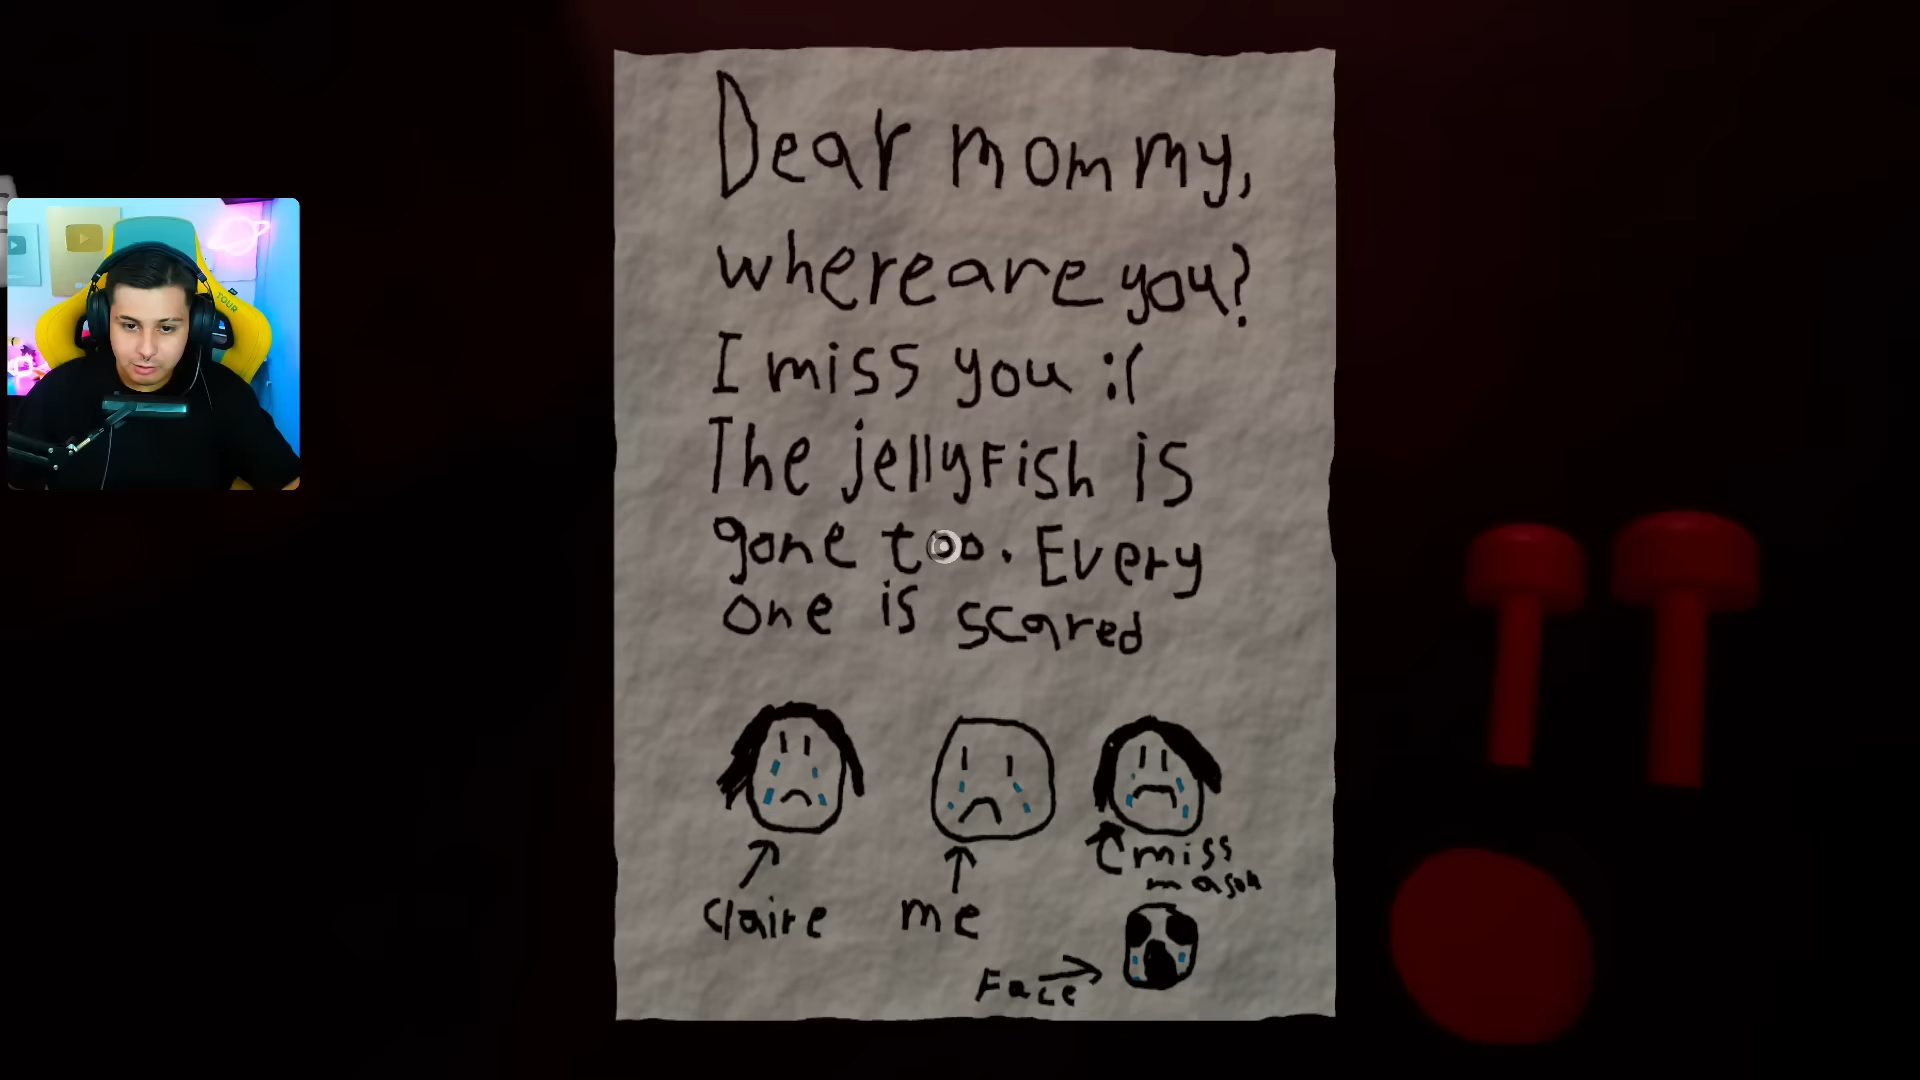 Dear mommy,
where are you?
I miss you :(
The jellyfish is
gone too. Every
one is scared
claire
me
miss
mason
Face
TOUR